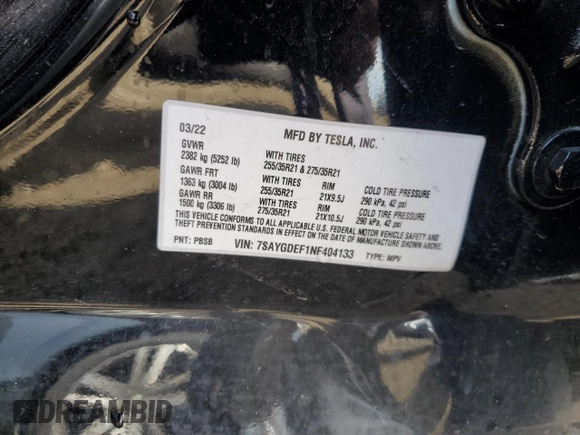 03/22 MFD BY TESLA, INC.
GVWR WITH TIRES
2382 kg (5252 lb) 255/35R21 & 275/35R21
GAWR FRT WITH TIRES RIM COLD TIRE PRESSURE
1363 kg (3004 lb) 255/35R21 21X9.5J 290 kPa, 42 psi
GAWR RR WITH TIRES RIM COLD TIRE PRESSURE
1500 kg (3306 lb) 275/35R21 21X10.5J 290 kPa, 42 psi
THIS VEHICLE CONFORMS TO ALL APPLICABLE U.S. FEDERAL MOTOR VEHICLE SAFETY AND
THEFT PREVENTION STANDARDS IN EFFECT ON THE DATE OF MANUFACTURE SHOWN ABOVE.
PNT: PBSB VIN: 7SAYGDEF1NF404133 TYPE: MPV
DREAMBID